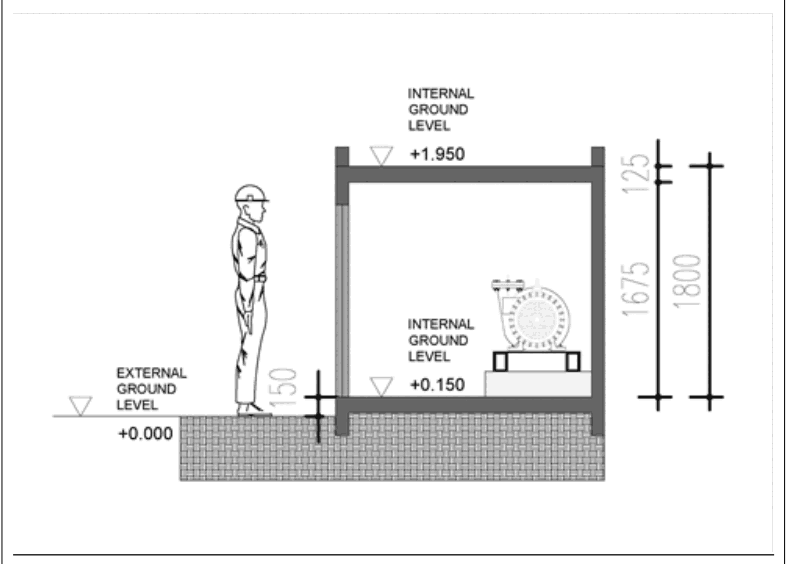 INTERNAL
GROUND
LEVEL
+1.950
125
1675
1800
INTERNAL
GROUND
LEVEL
+0.150
EXTERNAL
GROUND
LEVEL
+0.000
150